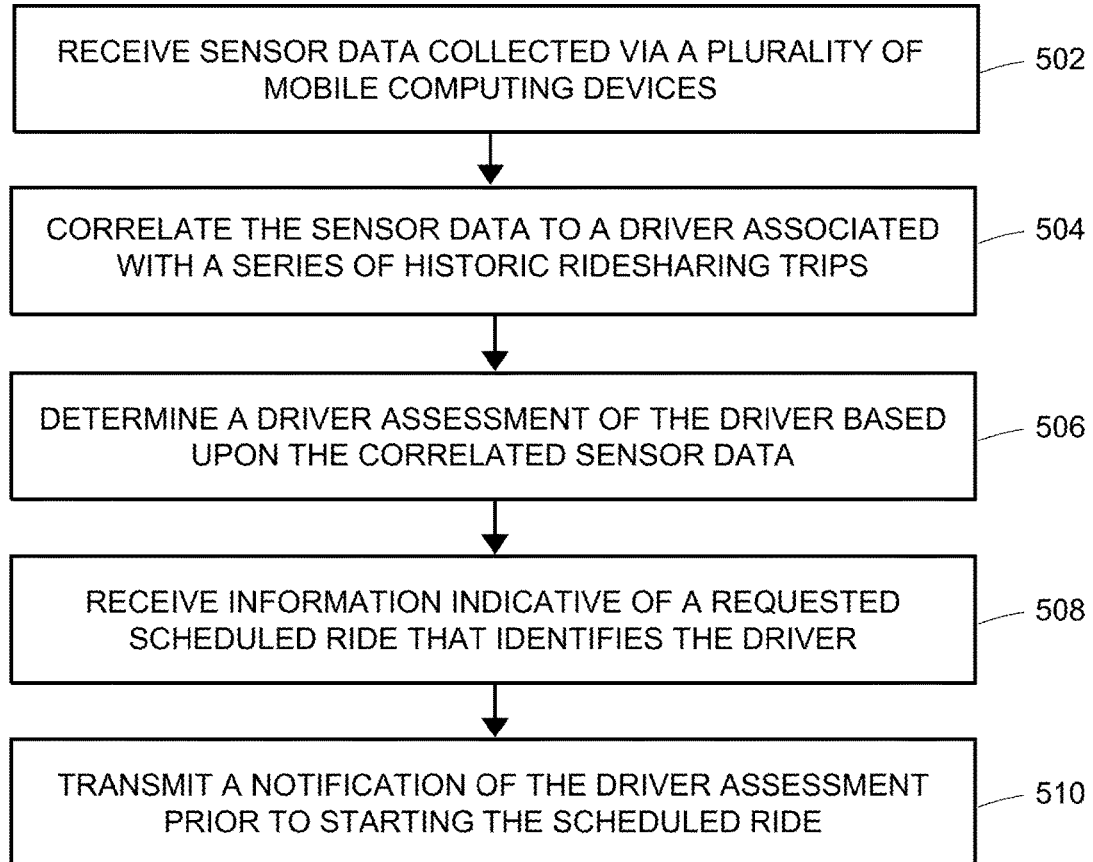 RECEIVE SENSOR DATA COLLECTED VIA A PLURALITY OF
MOBILE COMPUTING DEVICES
502
CORRELATE THE SENSOR DATA TO A DRIVER ASSOCIATED
WITH A SERIES OF HISTORIC RIDESHARING TRIPS
504
DETERMINE A DRIVER ASSESSMENT OF THE DRIVER BASED
UPON THE CORRELATED SENSOR DATA
506
RECEIVE INFORMATION INDICATIVE OF A REQUESTED
SCHEDULED RIDE THAT IDENTIFIES THE DRIVER
508
TRANSMIT A NOTIFICATION OF THE DRIVER ASSESSMENT
PRIOR TO STARTING THE SCHEDULED RIDE
510